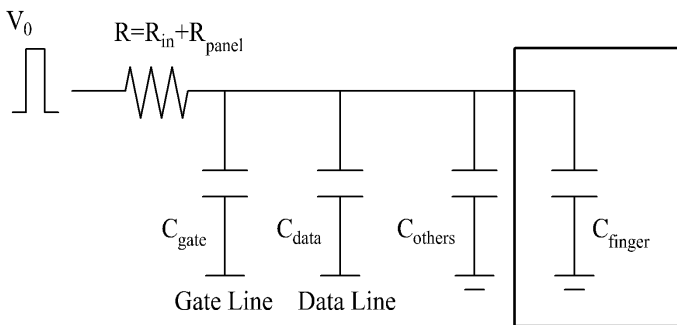 V0
R=Rin+Rpanel
Cgate
Cdata
Cothers
Cfinger
Gate Line
Data Line